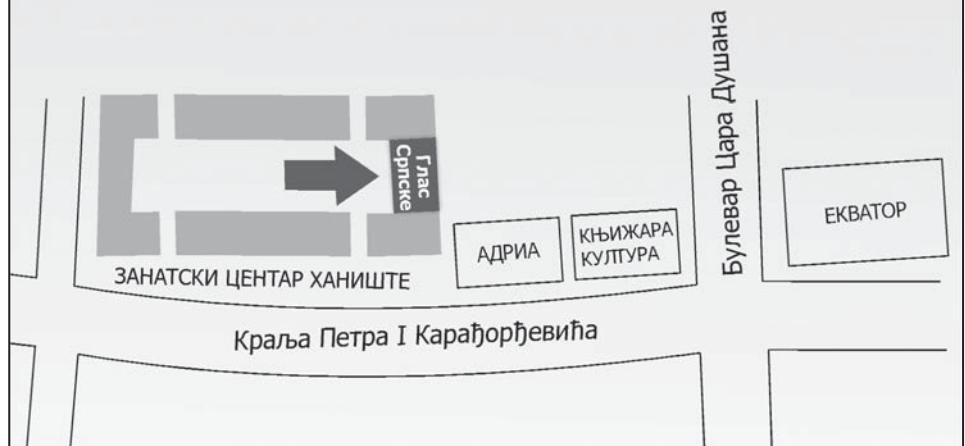 Глас
Српске
Булевар Цара Душана
ЕКВАТОР
АДРИА
КЊИЖАРА
КУЛТУРА
ЗАНАТСКИ ЦЕНТАР ХАНИШТЕ
Краља Петра I Карађорђевића